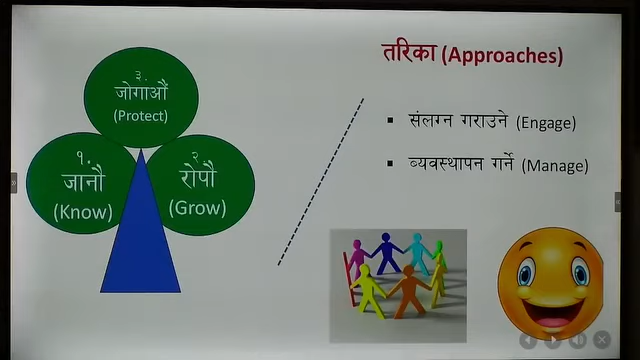 ३.
जोगाऔं
(Protect)
१.
जानौ
(Know)
२.
रोपौ
(Grow)
तरिका (Approaches)
▪ संलग्न गराउने (Engage)
▪ व्यवस्थापन गर्ने (Manage)